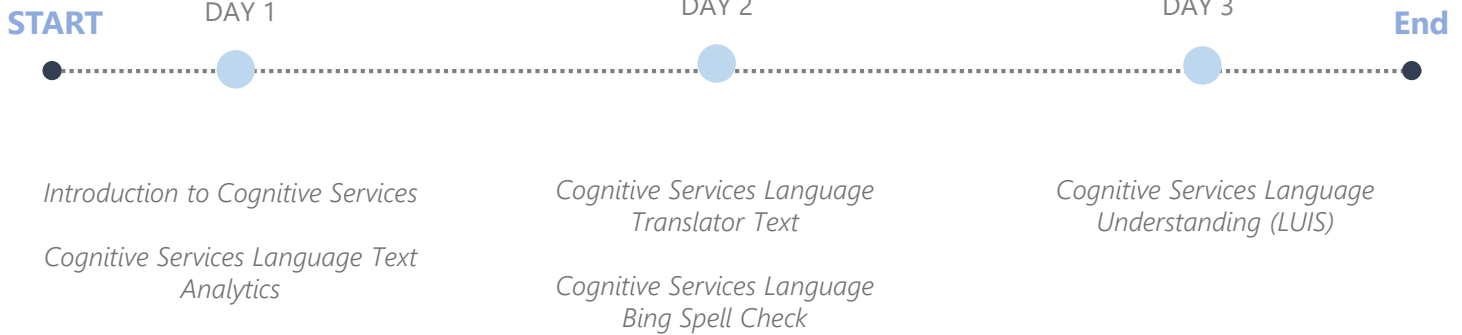 START
DAY 1
DAY 2
DAY 3
End
Introduction to Cognitive Services
Cognitive Services Language Text
Analytics
Cognitive Services Language
Translator Text
Cognitive Services Language
Bing Spell Check
Cognitive Services Language
Understanding (LUIS)